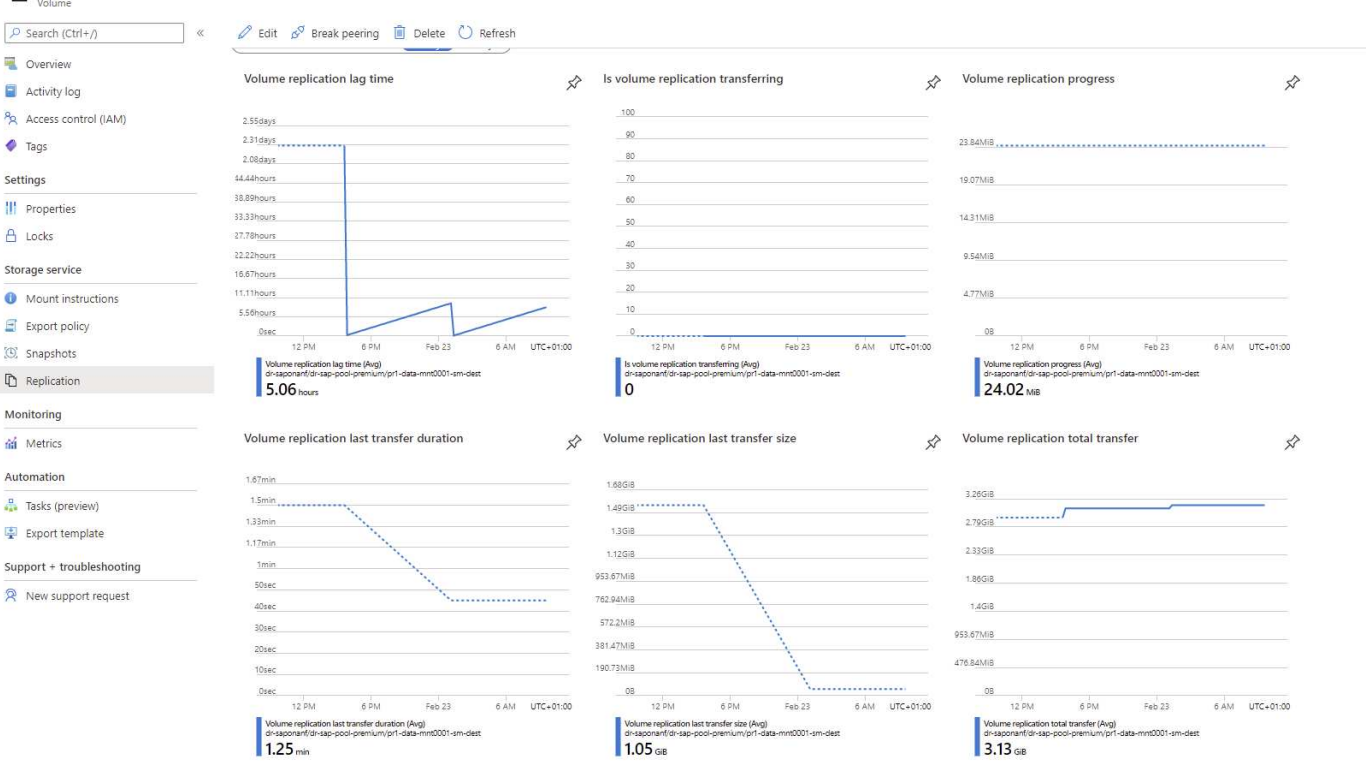 Volume
Search (Ctrl+/)
«
Edit
Break peering
Delete
Refresh
Overview
Activity log
Access control (IAM)
Tags
Settings
Properties
Locks
Storage service
Mount instructions
Export policy
Snapshots
Replication
Monitoring
Metrics
Automation
Tasks (preview)
Export template
Support + troubleshooting
New support request
Volume replication lag time
2.55days
2.31days
2.08days
44.44hours
38.89hours
33.33hours
27.78hours
22.22hours
16.67hours
11.11hours
5.56hours
0sec
12 PM 6 PM Feb 23 6 AM UTC+01:00
Volume replication lag time (Avg)
dr-saponanf/dr-sap-pool-premium/pr1-data-mnt0001-sm-dest
5.06 hours
Is volume replication transferring
100
90
80
70
60
50
40
30
20
10
0
12 PM 6 PM Feb 23 6 AM UTC+01:00
Is volume replication transferring (Avg)
dr-saponanf/dr-sap-pool-premium/pr1-data-mnt0001-sm-dest
0
Volume replication progress
23.84MiB
19.07MiB
14.31MiB
9.54MiB
4.77MiB
0B
12 PM 6 PM Feb 23 6 AM UTC+01:00
Volume replication progress (Avg)
dr-saponanf/dr-sap-pool-premium/pr1-data-mnt0001-sm-dest
24.02 MiB
Volume replication last transfer duration
1.67min
1.5min
1.33min
1.17min
1min
50sec
40sec
30sec
20sec
10sec
0sec
12 PM 6 PM Feb 23 6 AM UTC+01:00
Volume replication last transfer duration (Avg)
dr-saponanf/dr-sap-pool-premium/pr1-data-mnt0001-sm-dest
1.25 min
Volume replication last transfer size
1.68GiB
1.49GiB
1.3GiB
1.12GiB
953.67MiB
762.94MiB
572.2MiB
381.47MiB
190.73MiB
0B
12 PM 6 PM Feb 23 6 AM UTC+01:00
Volume replication last transfer size (Avg)
dr-saponanf/dr-sap-pool-premium/pr1-data-mnt0001-sm-dest
1.05 GiB
Volume replication total transfer
3.26GiB
2.79GiB
2.33GiB
1.86GiB
1.4GiB
953.67MiB
476.84MiB
0B
12 PM 6 PM Feb 23 6 AM UTC+01:00
Volume replication total transfer (Avg)
dr-saponanf/dr-sap-pool-premium/pr1-data-mnt0001-sm-dest
3.13 GiB